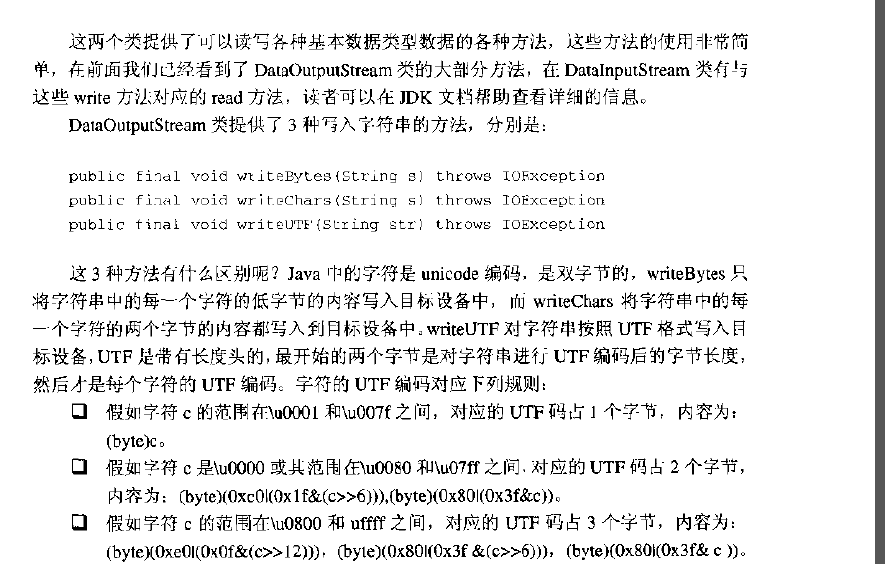 这两个类提供了可以读写各种基本数据类型数据的各种方法，这些方法的使用非常简
单，在前面我们已经看到了 DataOutputStream 类的大部分方法，在 DataInputStream 类有与
这些 write 方法对应的 read 方法，读者可以在 JDK 文档帮助查看详细的信息。
DataOutputStream 类提供了 3 种写入字符串的方法，分别是：
public final void writeBytes(String s) throws IOException
public final void writeChars(String s) throws IOException
public final void writeUTF(String str) throws IOException
这 3 种方法有什么区别呢？Java 中的字符是 unicode 编码，是双字节的，writeBytes 只
将字符串中的每一个字符的低字节的内容写入目标设备中，而 writeChars 将字符串中的每
一个字符的两个字节的内容都写入到目标设备中。writeUTF 对字符串按照 UTF 格式写入目
标设备，UTF 是带有长度头的，最开始的两个字节是对字符串进行 UTF 编码后的字节长度，
然后才是每个字符的 UTF 编码。字符的 UTF 编码对应下列规则：
❑ 假如字符 c 的范围在\u0001 和\u007f 之间，对应的 UTF 码占 1 个字节，内容为：
(byte)c。
❑ 假如字符 c 是\u0000 或其范围在\u0080 和\u07ff 之间，对应的 UTF 码占 2 个字节，
内容为：(byte)(0xc0|(0x1f&(c>>6))),(byte)(0x80|(0x3f&c))。
❑ 假如字符 c 的范围在\u0800 和 uffff 之间，对应的 UTF 码占 3 个字节，内容为：
(byte)(0xe0|(0x0f&(c>>12)))，(byte)(0x80|(0x3f &(c>>6)))，(byte)(0x80|(0x3f& c ))。